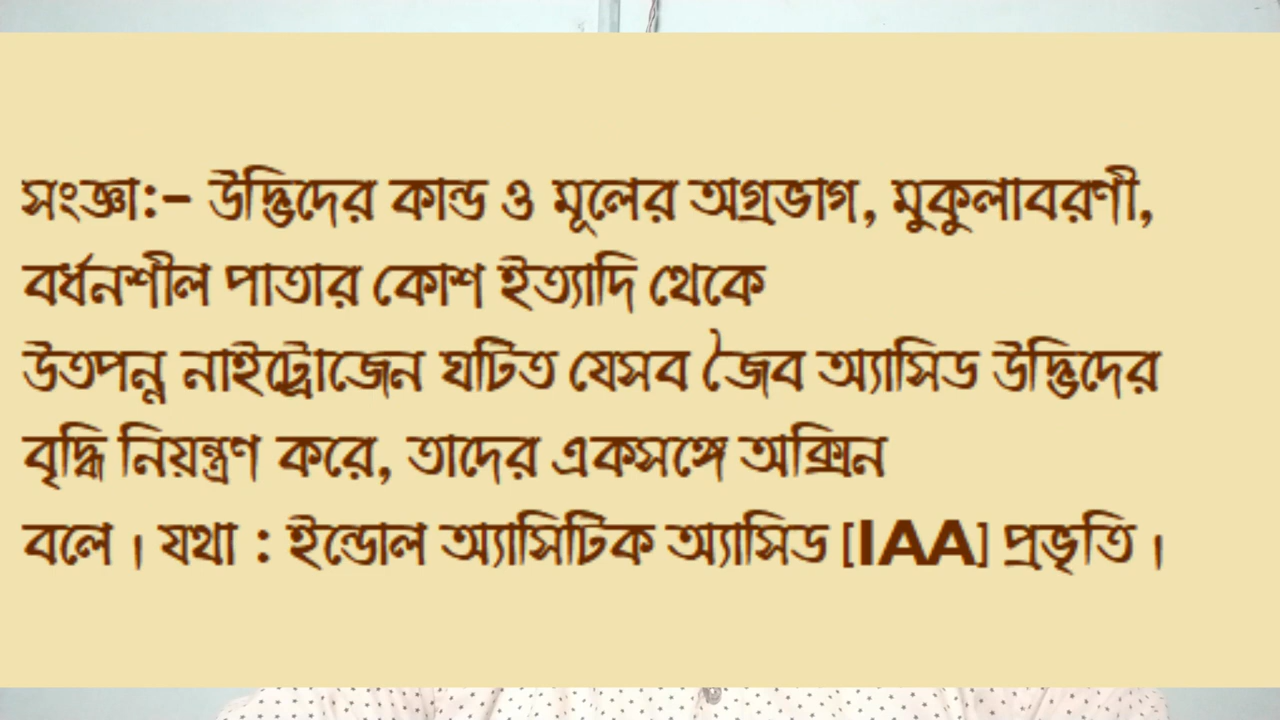 সংজ্ঞা:– উদ্ভিদের কান্ড ও মূলের অগ্রভাগ, মুকুলাবরণী,
বর্ধনশীল পাতার কোশ ইত্যাদি থেকে
উতপন্ন নাইট্রোজেন ঘটিত যেসব জৈব অ্যাসিড উদ্ভিদের
বৃদ্ধি নিয়ন্ত্রণ করে, তাদের একসঙ্গে অক্সিন
বলে । যথা : ইন্ডোল অ্যাসিটিক অ্যাসিড [IAA] প্রভৃতি ।